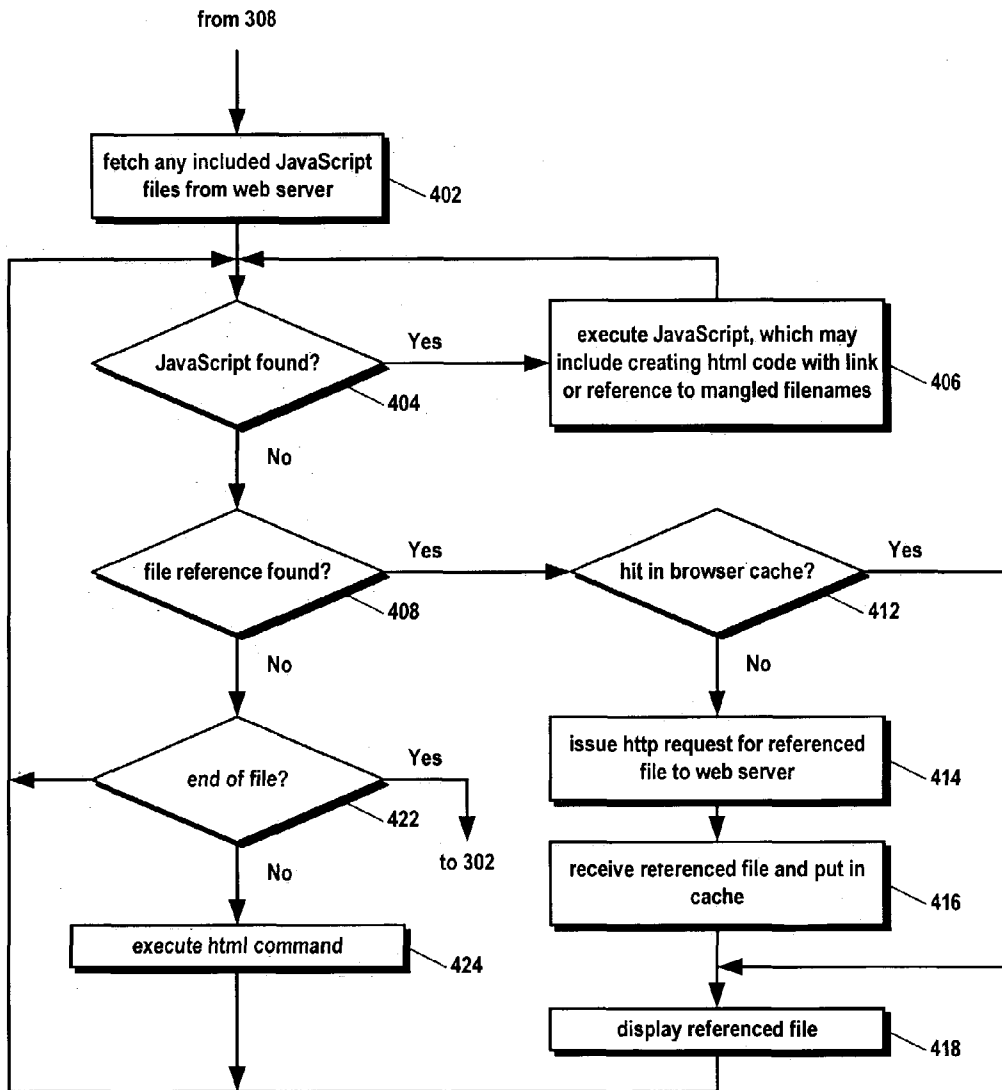 from 308
fetch any included JavaScript
files from web server
402
JavaScript found?
Yes
404
execute JavaScript, which may
include creating html code with link
or reference to mangled filenames
406
No
file reference found?
Yes
408
hit in browser cache?
Yes
412
No
No
issue http request for referenced
file to web server
414
end of file?
Yes
422
to 302
receive referenced file and put in
cache
416
No
execute html command
424
display referenced file
418